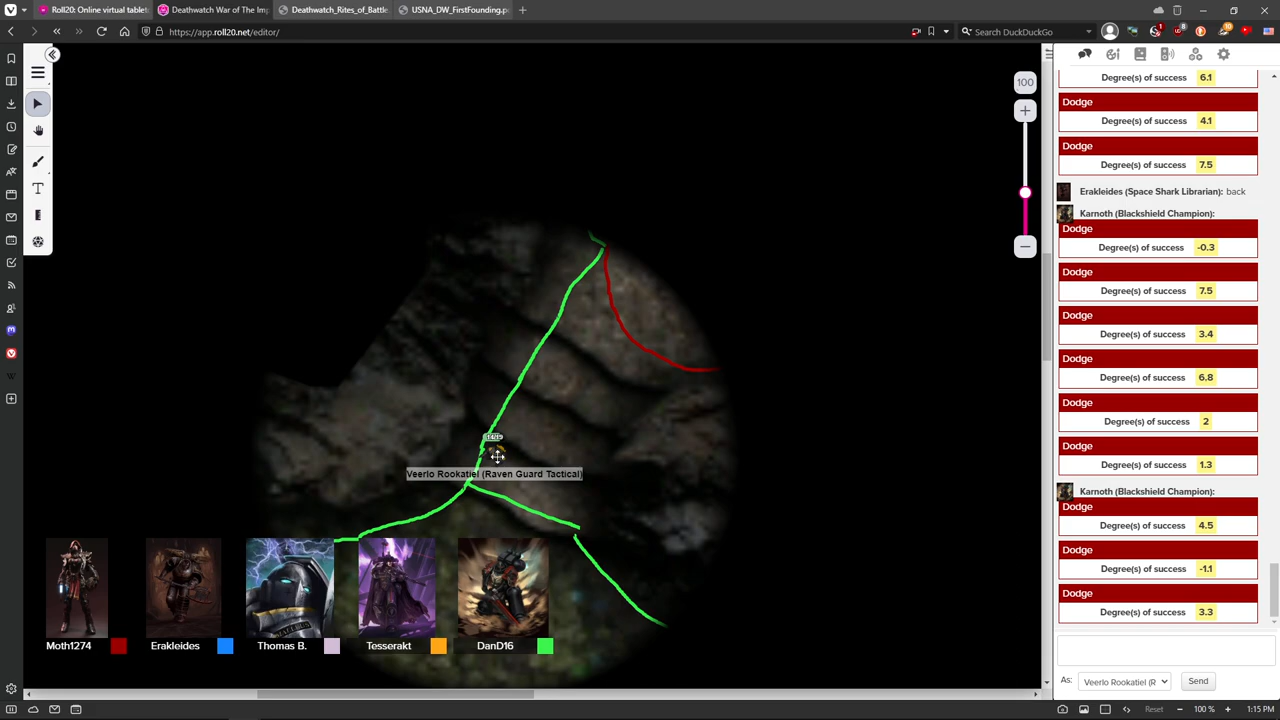 Roll20: Online virtual tablet
Deathwatch War of The Imp
Deathwatch_Rites_of_Battle
USNA_DW_FirstFounding.p
https://app.roll20.net/editor/
Search DuckDuckGo
100
Degree(s) of success 6.1
Dodge
Degree(s) of success 4.1
Dodge
Degree(s) of success 7.5
Erakleides (Space Shark Librarian): back
Karnoth (Blackshield Champion):
Dodge
Degree(s) of success -0.3
Dodge
Degree(s) of success 7.5
Dodge
Degree(s) of success 3.4
Dodge
Degree(s) of success 6.8
Dodge
Degree(s) of success 2
Dodge
Degree(s) of success 1.3
Karnoth (Blackshield Champion):
Dodge
Degree(s) of success 4.5
Dodge
Degree(s) of success -1.1
Dodge
Degree(s) of success 3.3
Veerlo Rookatiel (Raven Guard Tactical)
Moth1274
Erakleides
Thomas B.
Tesserakt
DanD16
As: Veerlo Rookatiel (R
Send
Reset
100 %
1:15 PM